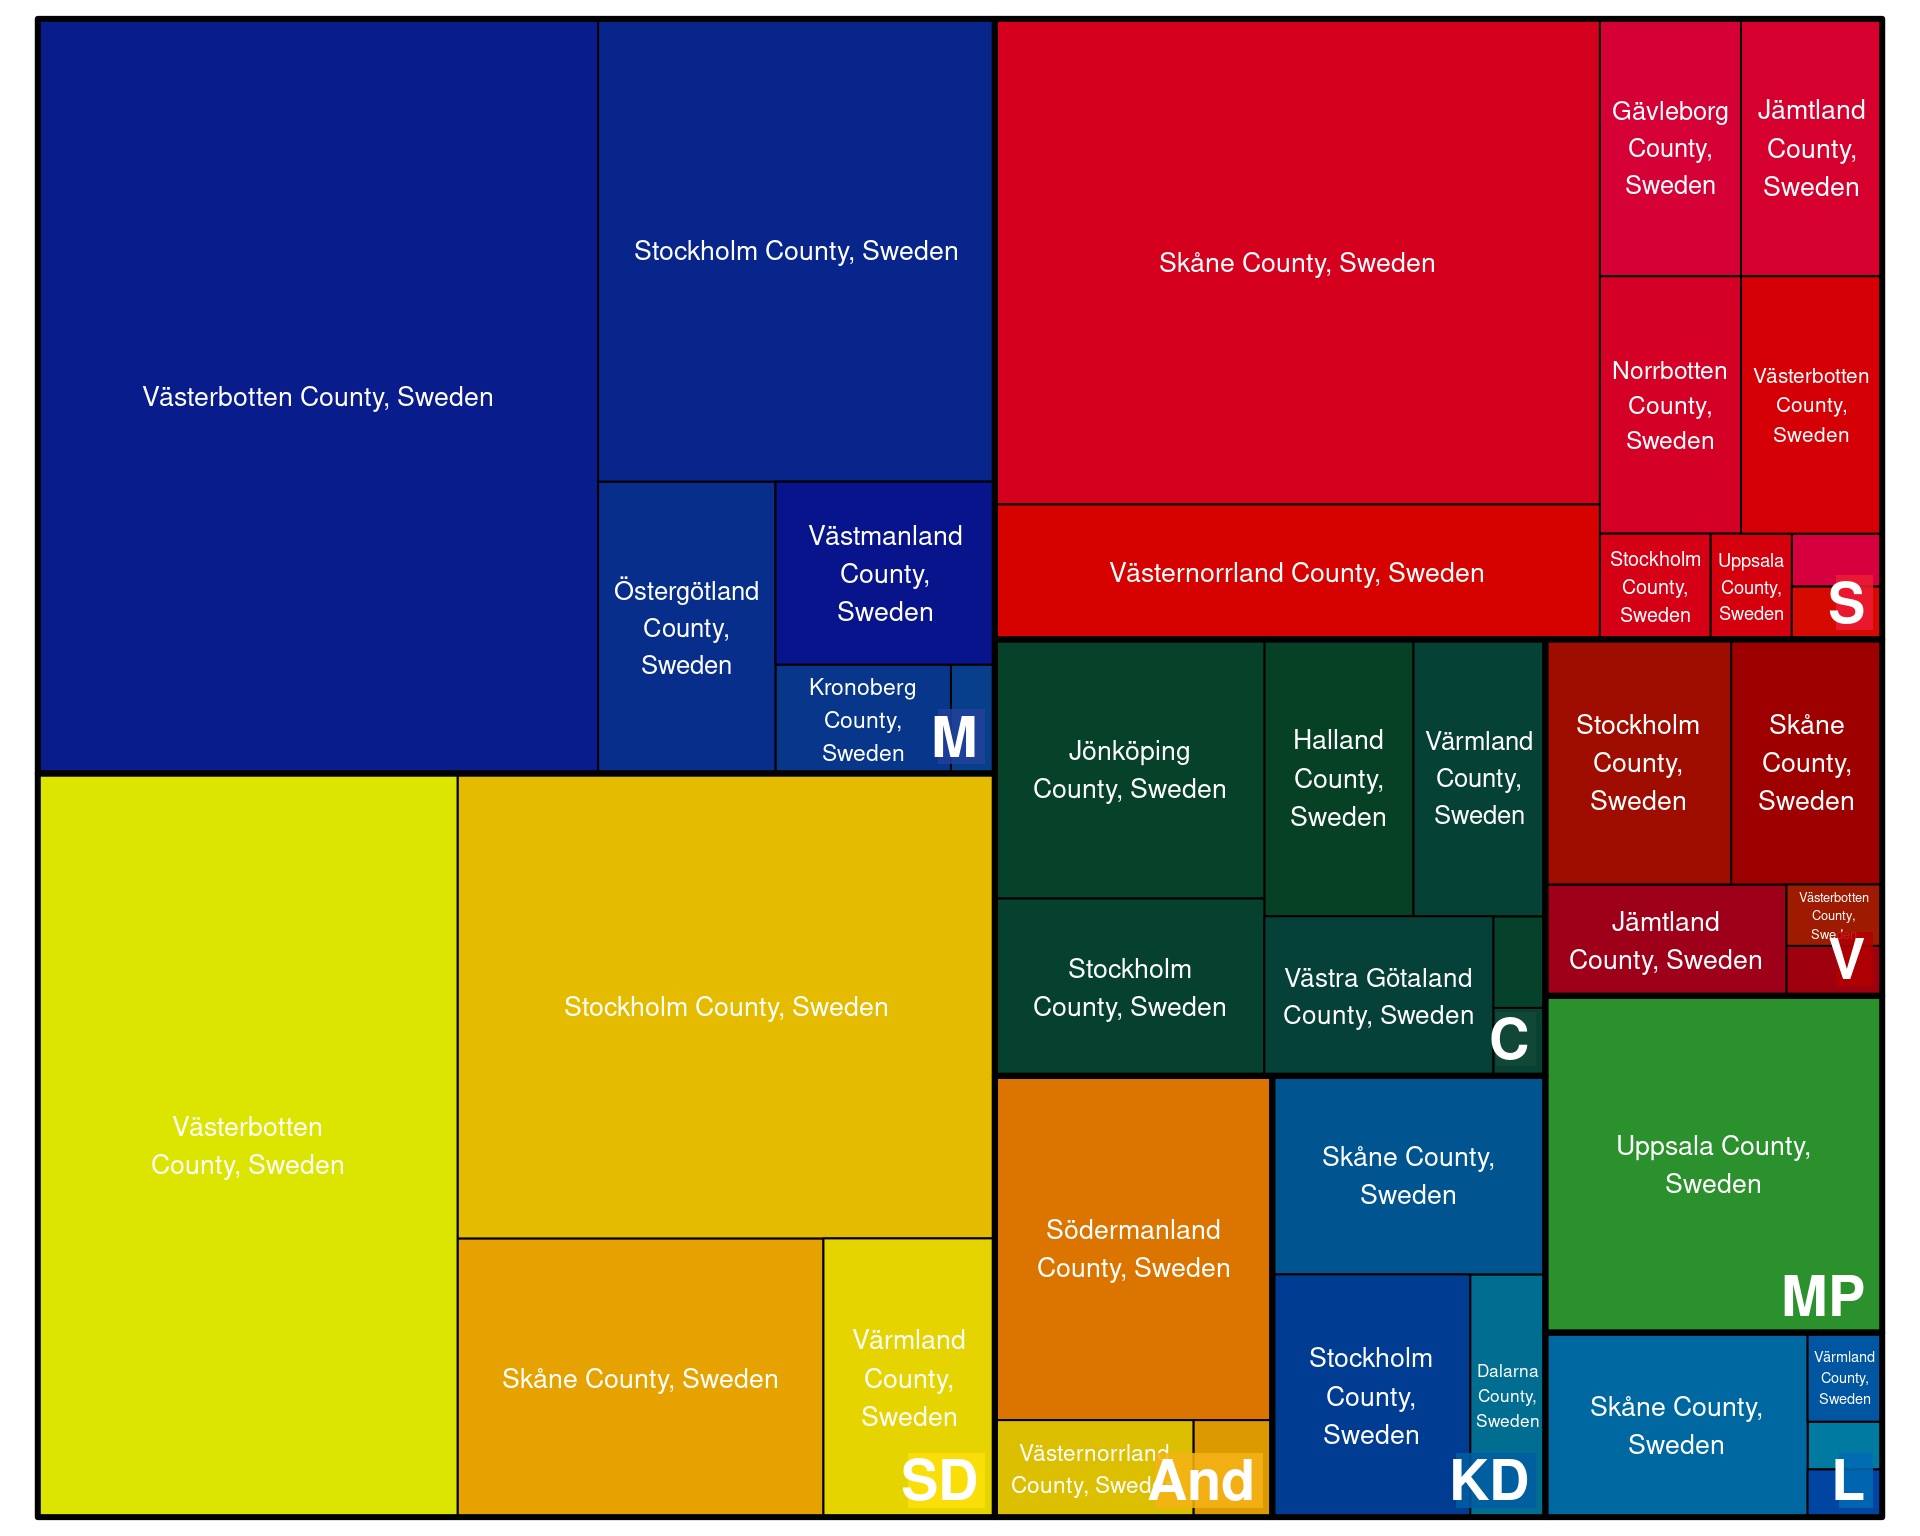 Västerbotten County, Sweden
Stockholm County, Sweden
Östergötland
County,
Sweden
Västmanland
County,
Sweden
Kronoberg
County,
Sweden
M
Skåne County, Sweden
Västernorrland County, Sweden
Gävleborg
County,
Sweden
Jämtland
County,
Sweden
Norrbotten
County,
Sweden
Västerbotten
County,
Sweden
Stockholm
County,
Sweden
Uppsala
County,
Sweden
S
Västerbotten
County, Sweden
Stockholm County, Sweden
Skåne County, Sweden
Värmland
County,
Sweden
SD
Jönköping
County, Sweden
Stockholm
County, Sweden
Halland
County,
Sweden
Värmland
County,
Sweden
Västra Götaland
County, Sweden
C
Stockholm
County,
Sweden
Skåne
County,
Sweden
Jämtland
County, Sweden
Västerbotten
County,
Sweden
V
Södermanland
County, Sweden
Västernorrland
County, Sweden
And
Skåne County,
Sweden
Stockholm
County,
Sweden
Dalarna
County,
Sweden
KD
Uppsala County,
Sweden
MP
Skåne County,
Sweden
Värmland
County,
Sweden
L